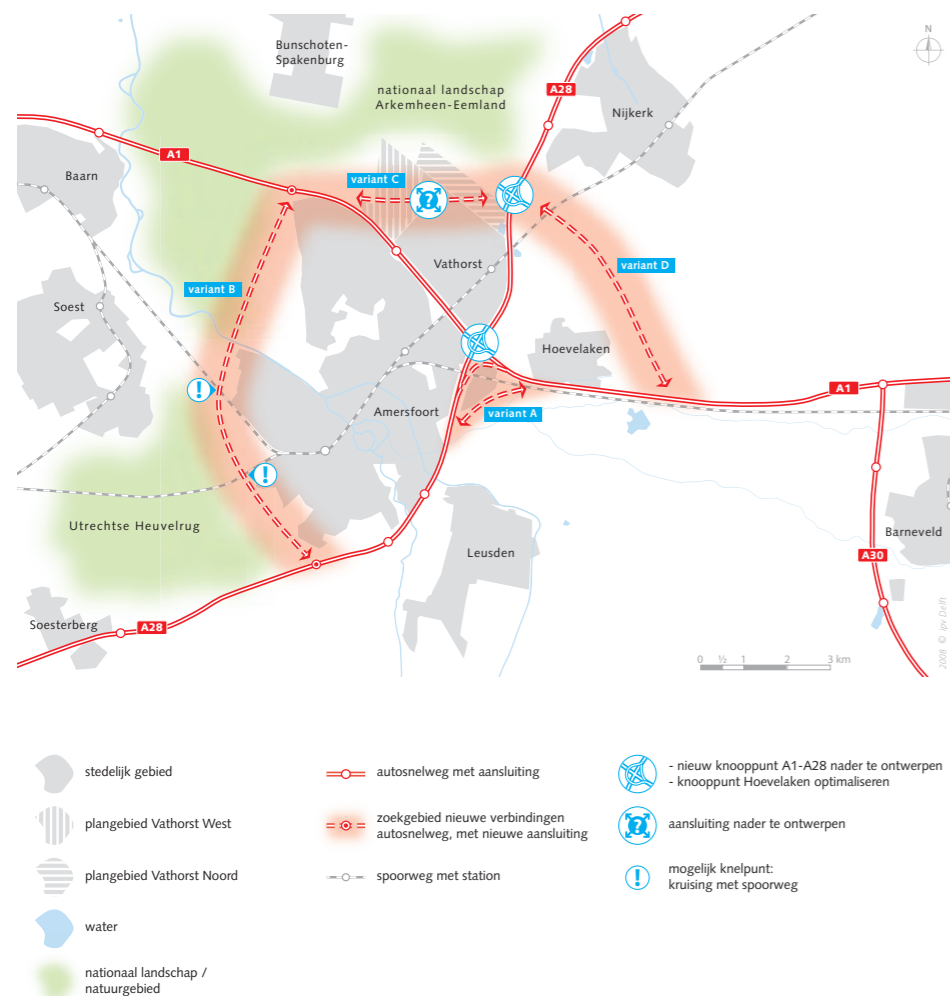 Bunschoten-
Spakenburg
nationaal landschap
Arkemheen-Eemland
A28
N
Nijkerk
A1
Baarn
variant C
?
Vathorst
variant D
variant B
Soest
Hoevelaken
!
A1
Amersfoort
variant A
!
Utrechtse Heuvelrug
Leusden
Barneveld
A30
Soesterberg
A28
0 ½ 1 2 3 km
2008 © ipv Delft
stedelijk gebied
plangebied Vathorst West
plangebied Vathorst Noord
water
nationaal landschap /
natuurgebied
autosnelweg met aansluiting
zoekgebied nieuwe verbindingen
autosnelweg, met nieuwe aansluiting
spoorweg met station
- nieuw knooppunt A1-A28 nader te ontwerpen
- knooppunt Hoevelaken optimaliseren
?
aansluiting nader te ontwerpen
!
mogelijk knelpunt:
kruising met spoorweg